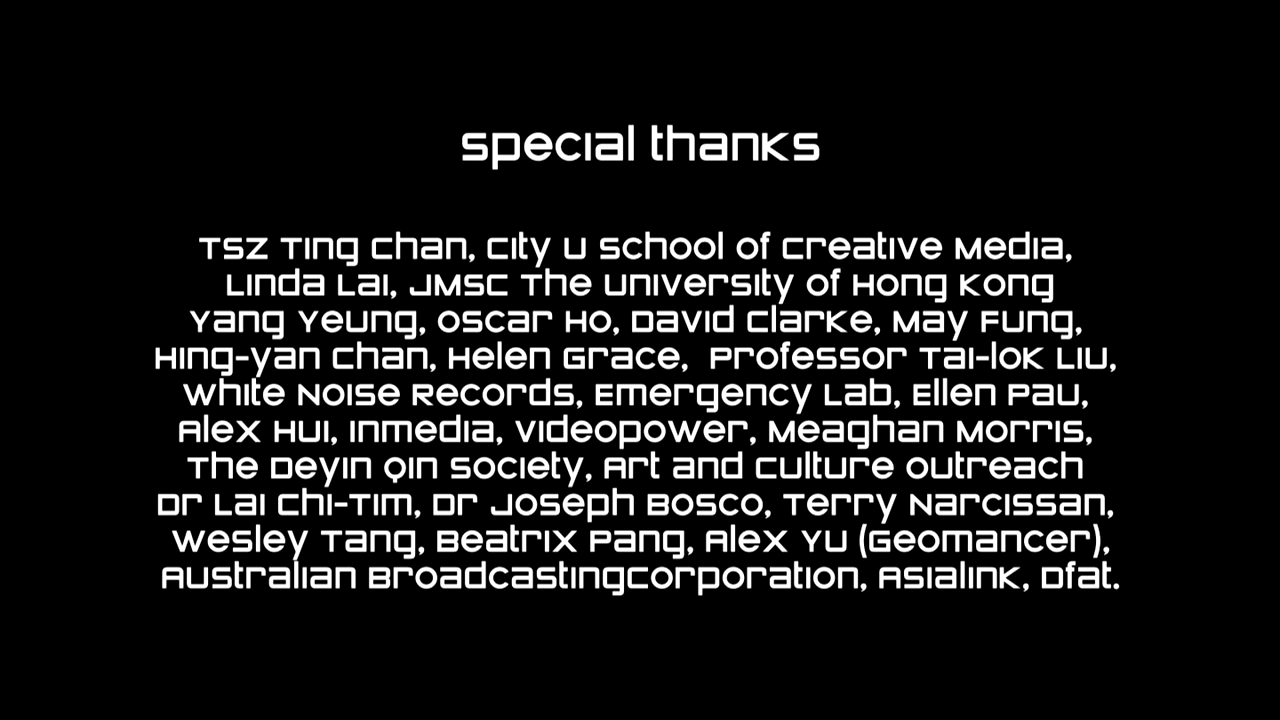 special thanks
Tsz Ting Chan, City U School of Creative Media,
Linda Lai, JMSC The University of Hong Kong
Yang Yeung, Oscar Ho, David Clarke, May Fung,
Hing-yan Chan, Helen Grace, Professor Tai-lok Liu,
White Noise Records, Emergency Lab, Ellen Pau,
Alex Hui, Inmedia, Videopower, Meaghan Morris,
The Deyin Qin Society, Art and Culture Outreach
Dr Lai Chi-Tim, Dr Joseph Bosco, Terry Narcissan,
Wesley Tang, Beatrix Pang, Alex Yu (Geomancer),
Australian BroadcastingCorporation, Asialink, Dfat.